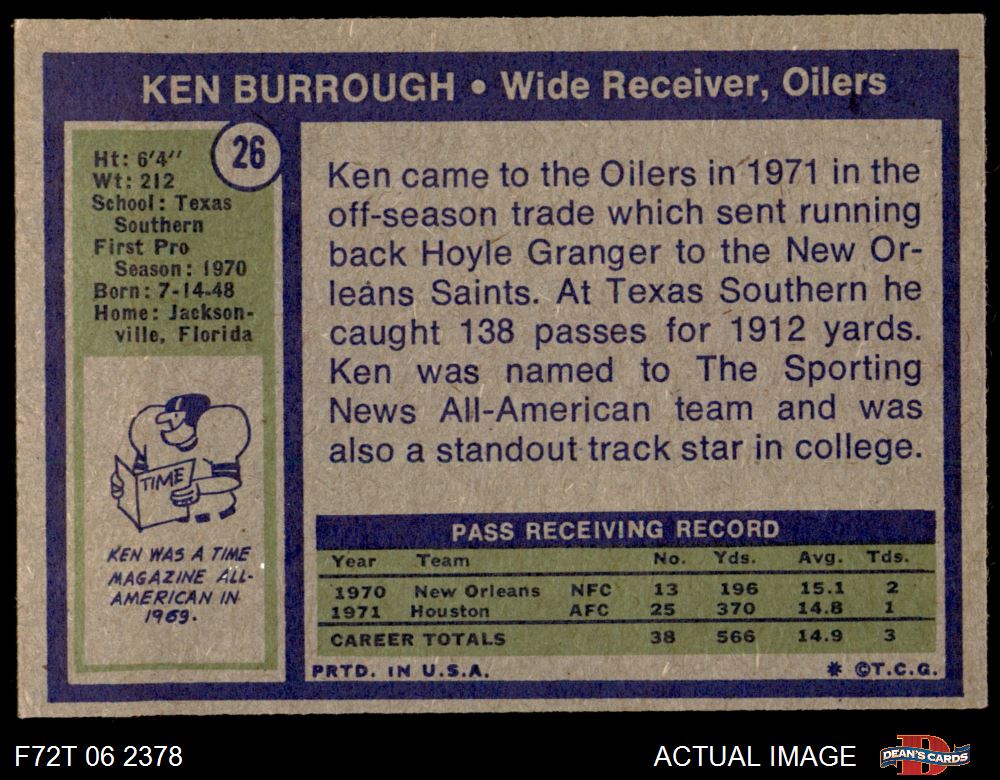 KEN BURROUGH • Wide Receiver, Oilers
26
Ht: 6'4"
Wt: 212
School: Texas
Southern
First Pro
Season: 1970
Born: 7-14-48
Home: Jackson-
ville, Florida
TIME
KEN WAS A TIME
MAGAZINE ALL-
AMERICAN IN
1969.
Ken came to the Oilers in 1971 in the
off-season trade which sent running
back Hoyle Granger to the New Or-
leans Saints. At Texas Southern he
caught 138 passes for 1912 yards.
Ken was named to The Sporting
News All-American team and was
also a standout track star in college.
PASS RECEIVING RECORD
Year Team No. Yds. Avg. Tds.
1970 New Orleans NFC 13 196 15.1 2
1971 Houston AFC 25 370 14.8 1
CAREER TOTALS 38 566 14.9 3
PRTD. IN U.S.A. * ©T.C.G.
F72T 06 2378 ACTUAL IMAGE DEAN'S CARDS